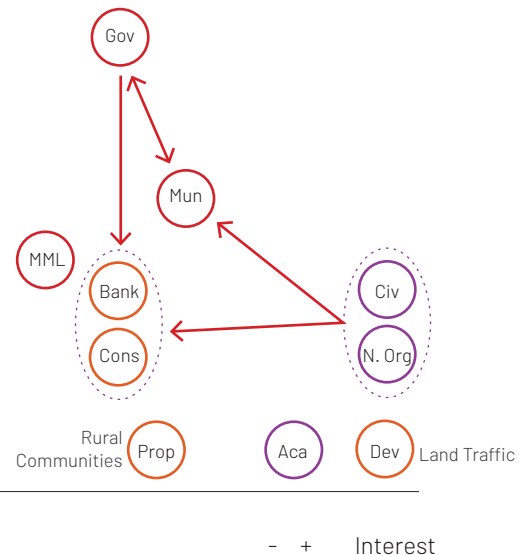 Gov
Mun
MML
Bank
Civ
Cons
N. Org
Rural
Communities
Prop
Aca
Dev
Land Traffic
- + Interest